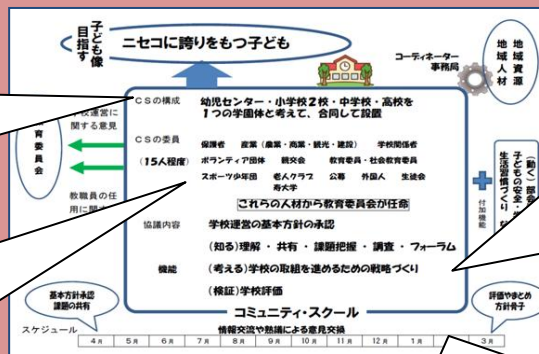 目指す
子ども像
ニセコに誇りをもつ子ども
コーディネーター
事務局
地域資源
地域人材
CSの構成
幼児センター・小学校2校・中学校・高校を
1つの学園体と考えて、合同して設置
学校運営に
関する意見
育委員会
CSの委員
(15人程度)
保護者 産業(農業・商業・観光・建設) 学校関係者
ボランティア団体 観交会 教育委員・社会教育委員
スポーツ少年団 老人クラブ 公募 外国人 生徒会
寿大学
これらの人材から教育委員会が任命
教職員の任
用に関
協議内容
学校運営の基本方針の承認
(知る)理解・共有・課題把握・調査・フォーラム
機能
(考える)学校の取組を進めるための戦略づくり
(検証)学校評価
付加機能
(動く)部会
子どもの安全・
生活習慣づくり
コミュニティ・スクール
基本方針承認
課題の共有
評価やまとめ
方針骨子
スケジュール
情報交流や熟議による意見交換
4月 5月 6月 7月 8月 9月 10月 11月 12月 1月 3月